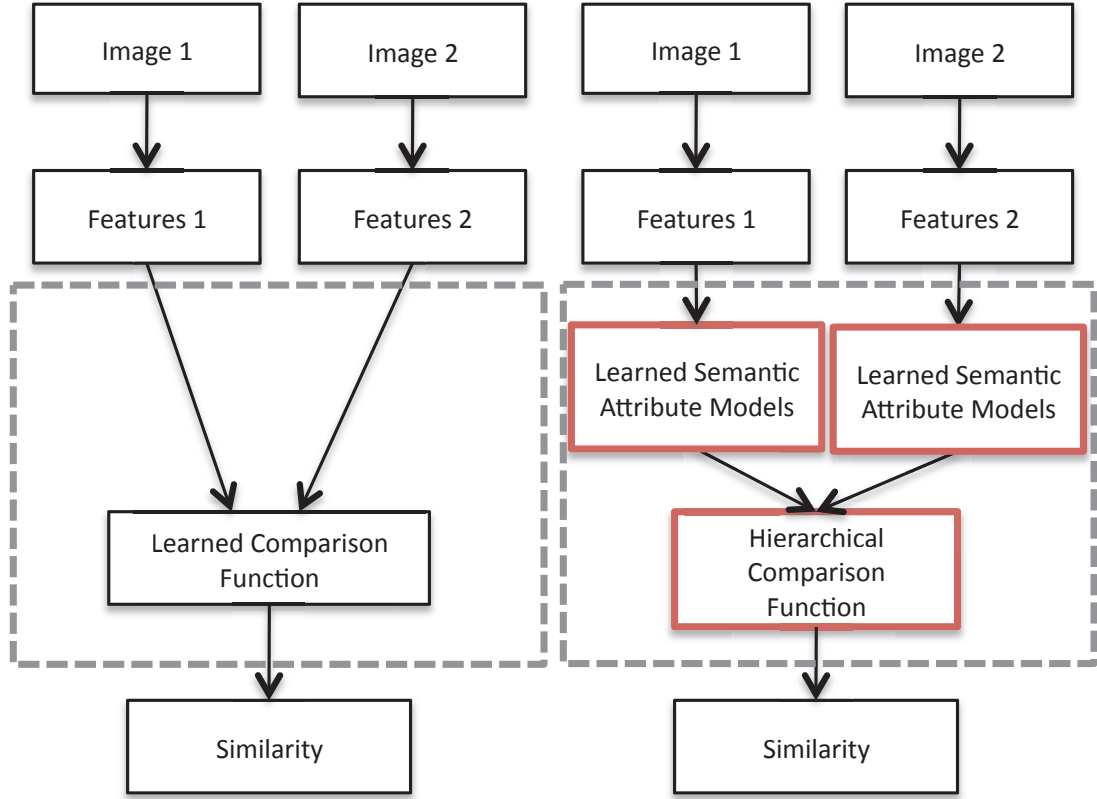 Image 1
Image 2
Features 1
Features 2
Learned Comparison
Function
Similarity
Image 1
Image 2
Features 1
Features 2
Learned Semantic
Attribute Models
Learned Semantic
Attribute Models
Hierarchical
Comparison
Function
Similarity